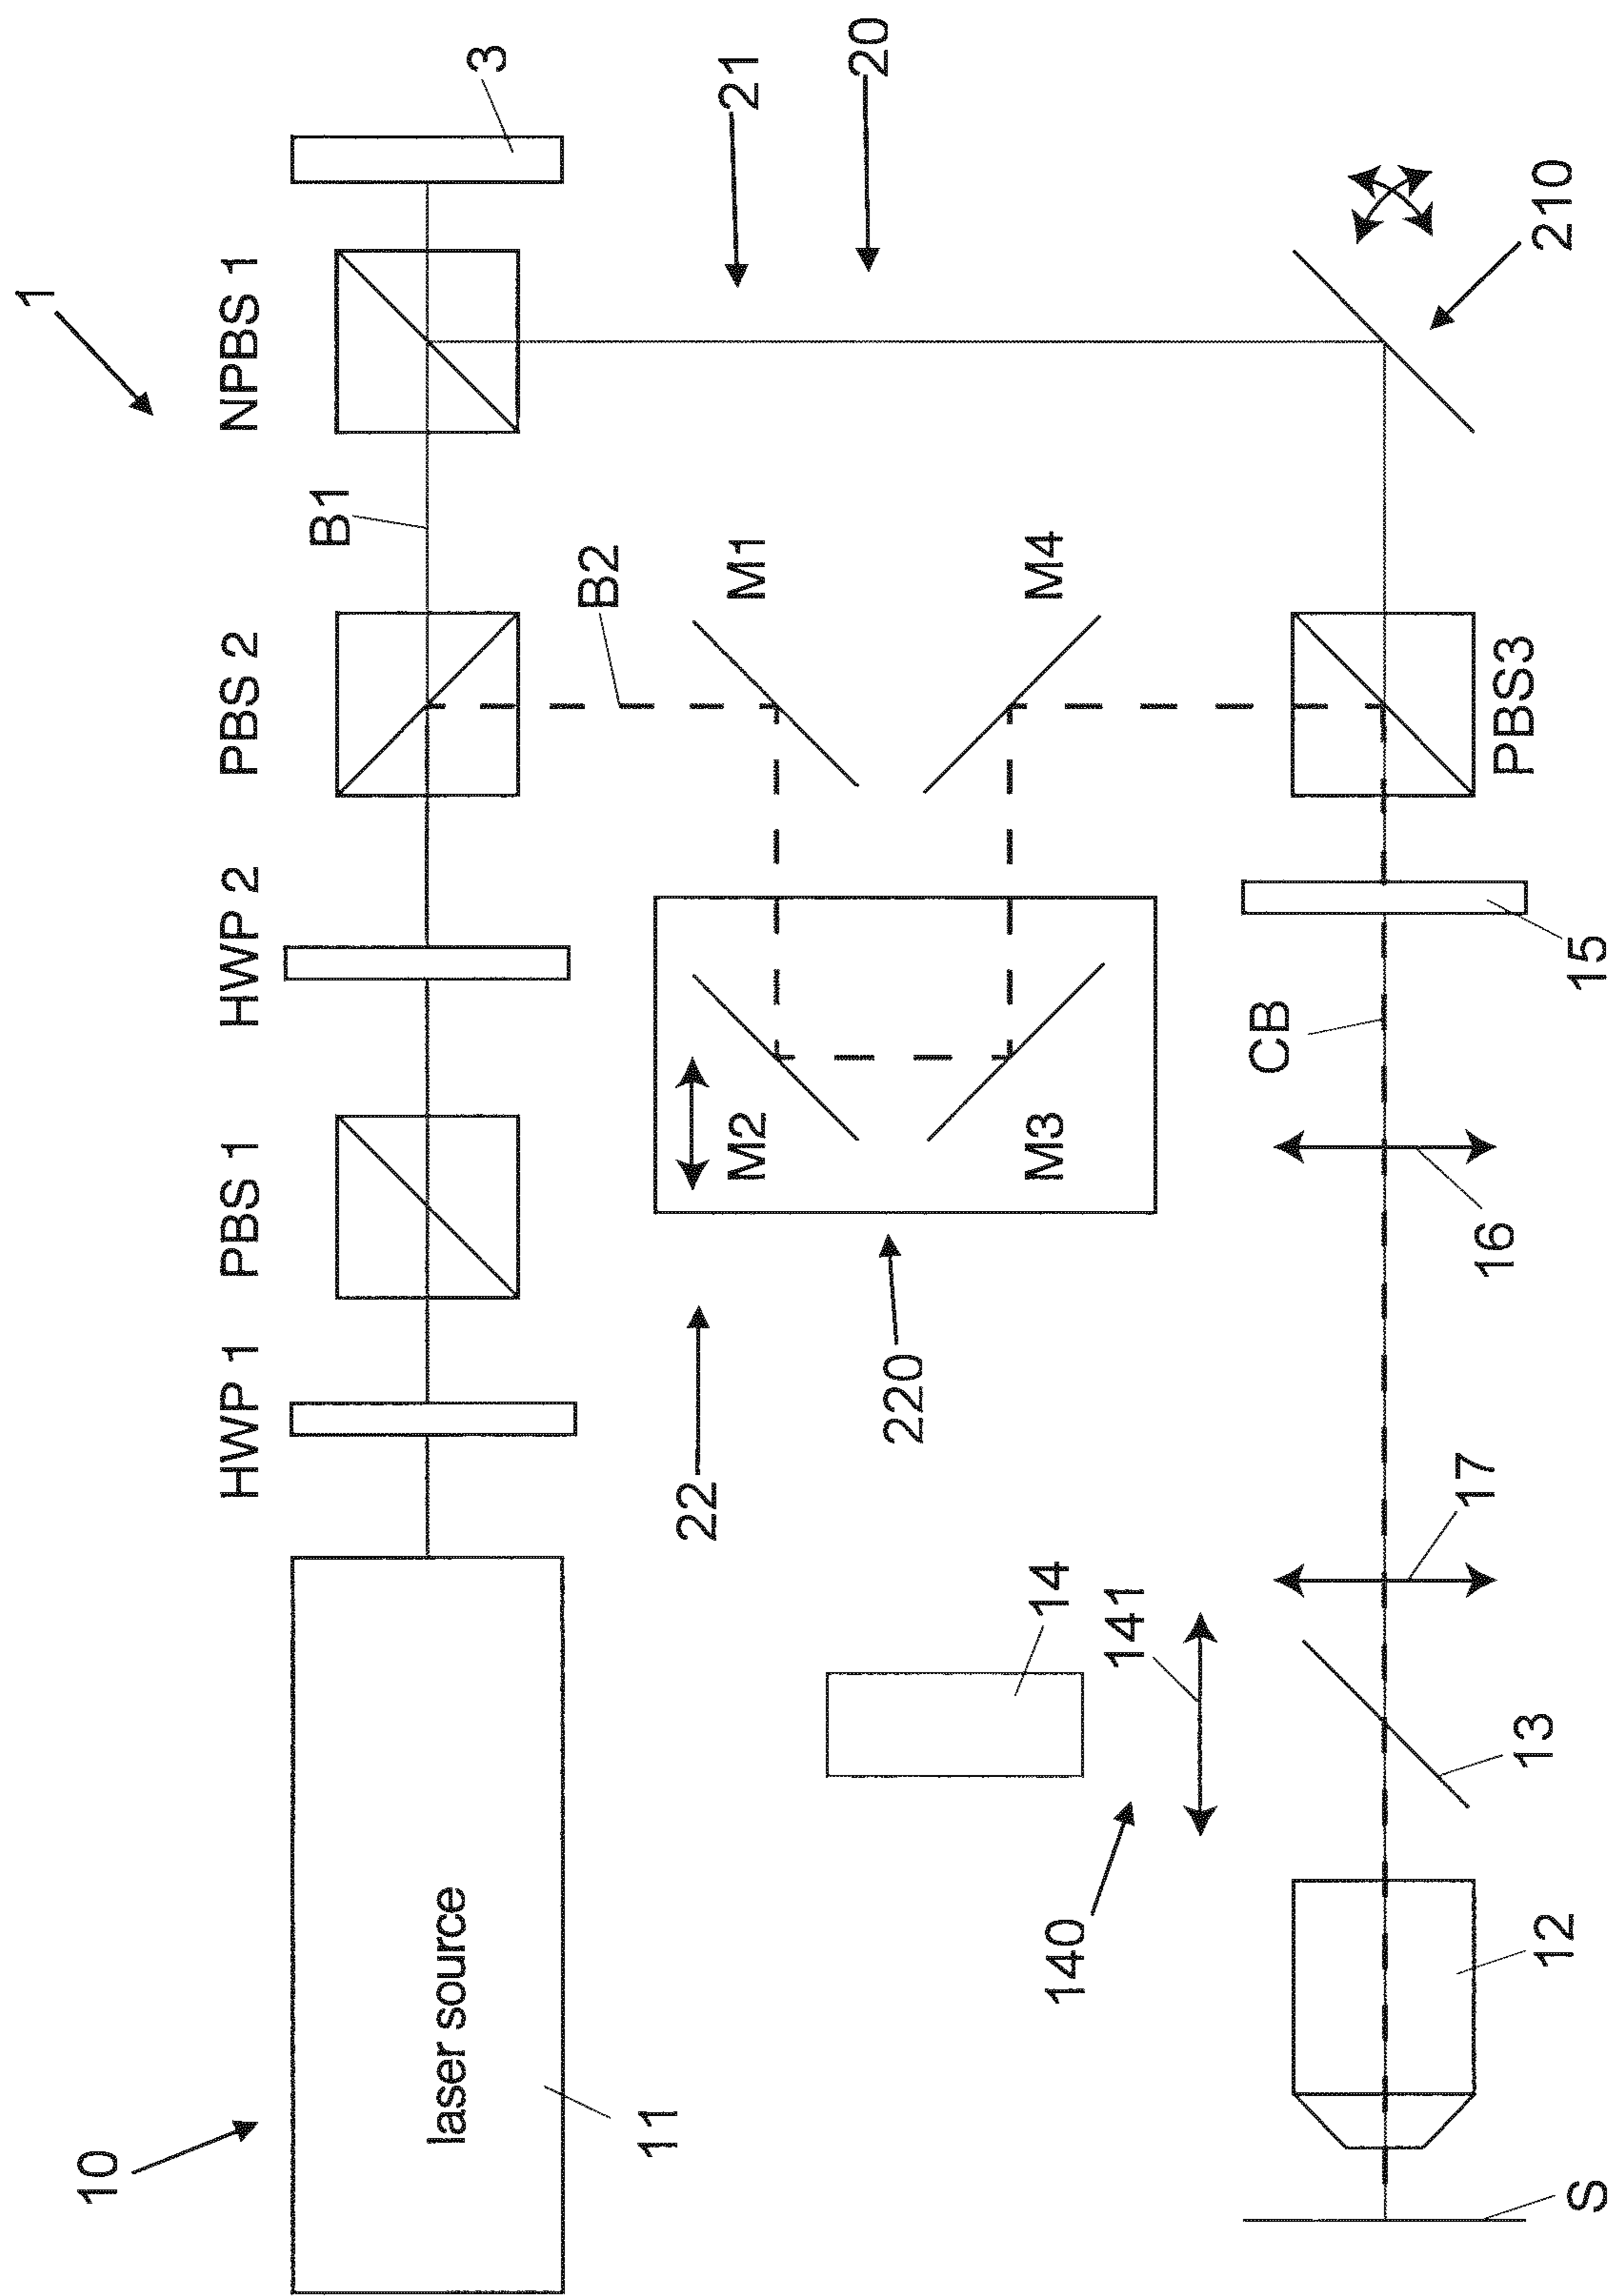 1
10
laser source
11
HWP 1
PBS 1
HWP 2
PBS 2
NPBS 1
B1
3
B2
M1
M4
21
20
22
M2
M3
220
210
140
141
14
CB
PBS3
15
16
17
13
12
S